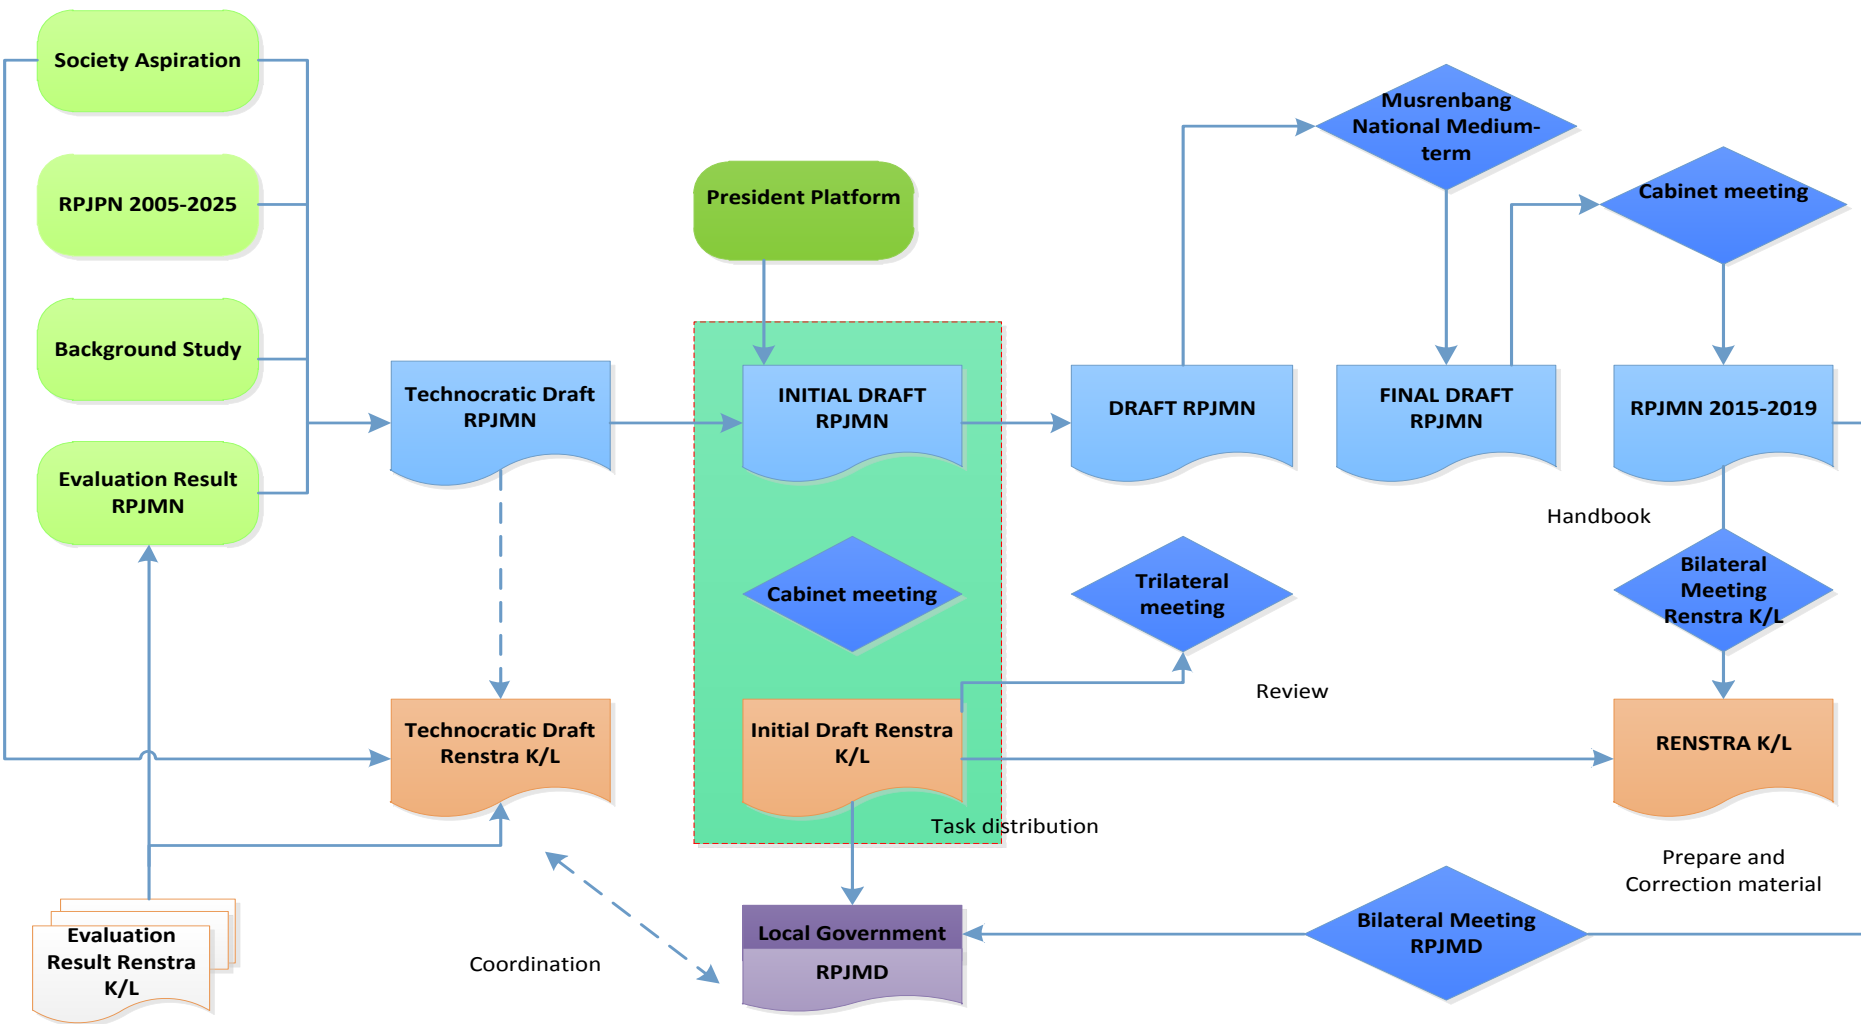 Society Aspiration
RPJPN 2005-2025
Background Study
Evaluation Result
RPJMN
Evaluation
Result Renstra
K/L
Technocratic Draft
RPJMN
Technocratic Draft
Renstra K/L
Coordination
President Platform
INITIAL DRAFT
RPJMN
Cabinet meeting
Initial Draft Renstra
K/L
Task distribution
Local Government
RPJMD
DRAFT RPJMN
Trilateral
meeting
Review
Musrenbang
National Medium-
term
FINAL DRAFT
RPJMN
Cabinet meeting
RPJMN 2015-2019
Handbook
Bilateral
Meeting
Renstra K/L
RENSTRA K/L
Prepare and
Correction material
Bilateral Meeting
RPJMD